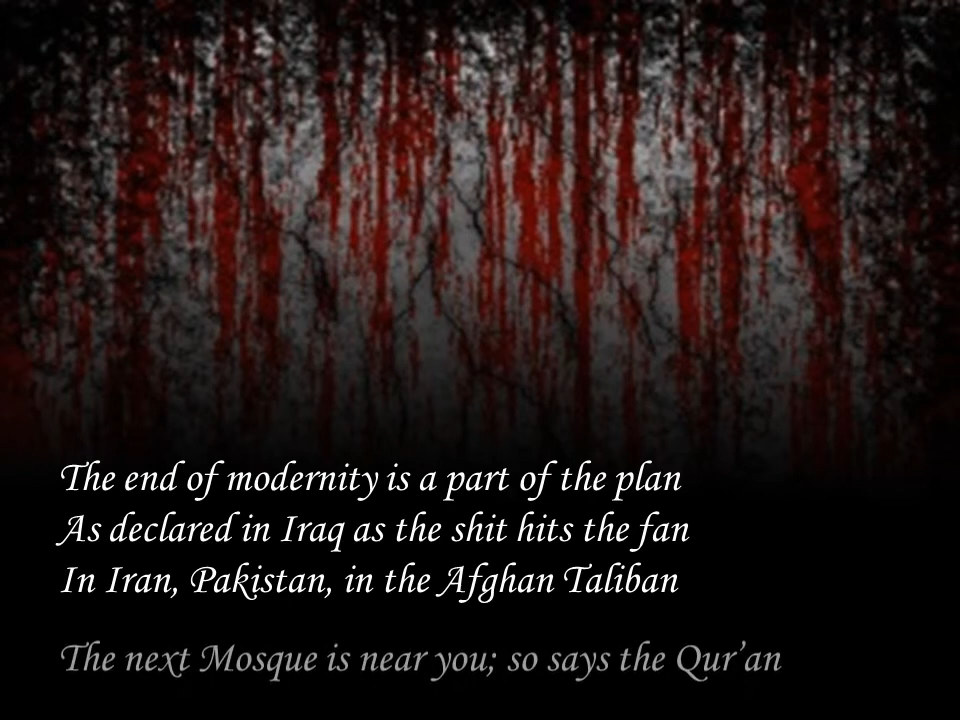 The end of modernity is a part of the plan
As declared in Iraq as the shit hits the fan
In Iran, Pakistan, in the Afghan Taliban
The next Mosque is near you; so says the Qur’an